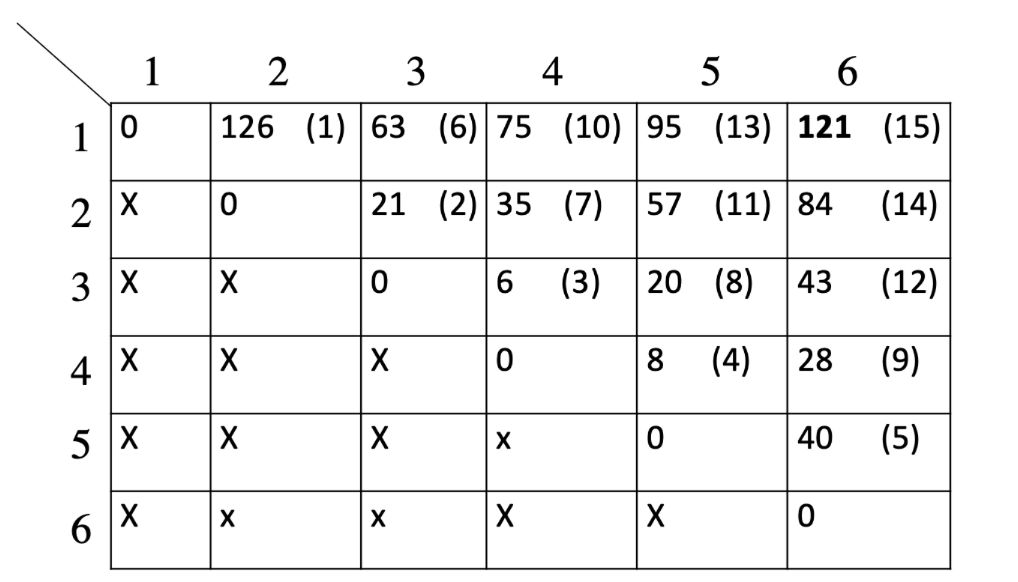 1 2 3 4 5 6
1 0 126 (1) 63 (6) 75 (10) 95 (13) 121 (15)
2 X 0 21 (2) 35 (7) 57 (11) 84 (14)
3 X X 0 6 (3) 20 (8) 43 (12)
4 X X X 0 8 (4) 28 (9)
5 X X X x 0 40 (5)
6 X x x X X 0